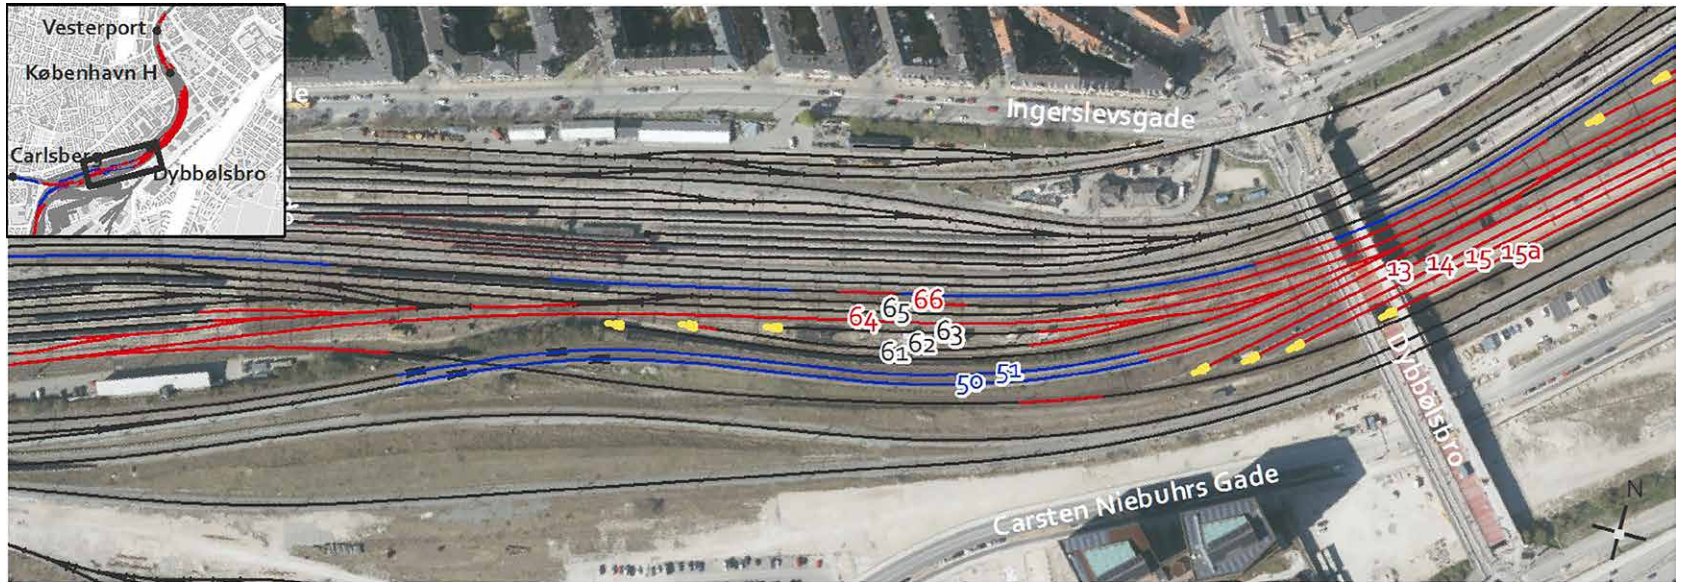 Vesterport
København H
Carlsberg
Dybbølsbro
le
Ingerslevsgade
13 14 15 15a
66
65
64
63
62
61
51
50
Dybbølsbro
Carsten Niebuhrs Gade
N